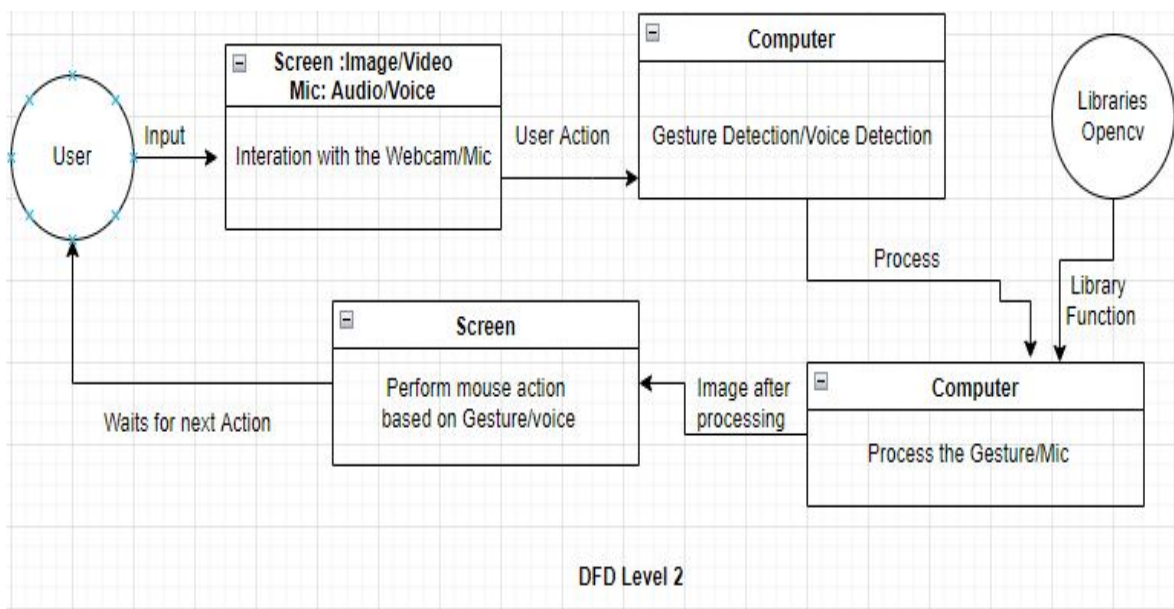 User
Input
Screen :Image/Video
Mic: Audio/Voice
Interation with the Webcam/Mic
User Action
Computer
Gesture Detection/Voice Detection
Libraries
Opencv
Process
Library
Function
Computer
Process the Gesture/Mic
Image after
processing
Screen
Perform mouse action
based on Gesture/voice
Waits for next Action
DFD Level 2